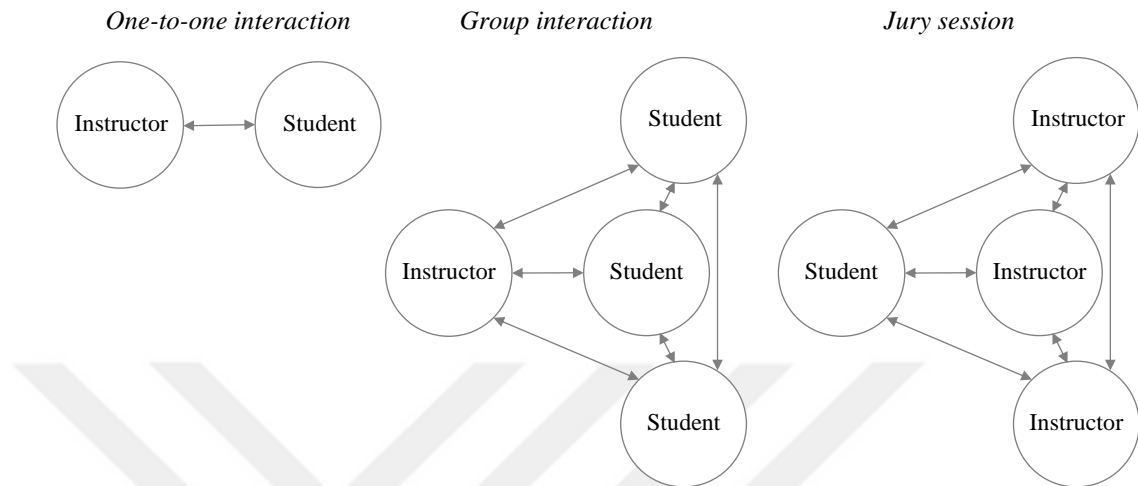 One-to-one interaction
Instructor
Student
Group interaction
Student
Instructor
Student
Student
Jury session
Instructor
Student
Instructor
Instructor